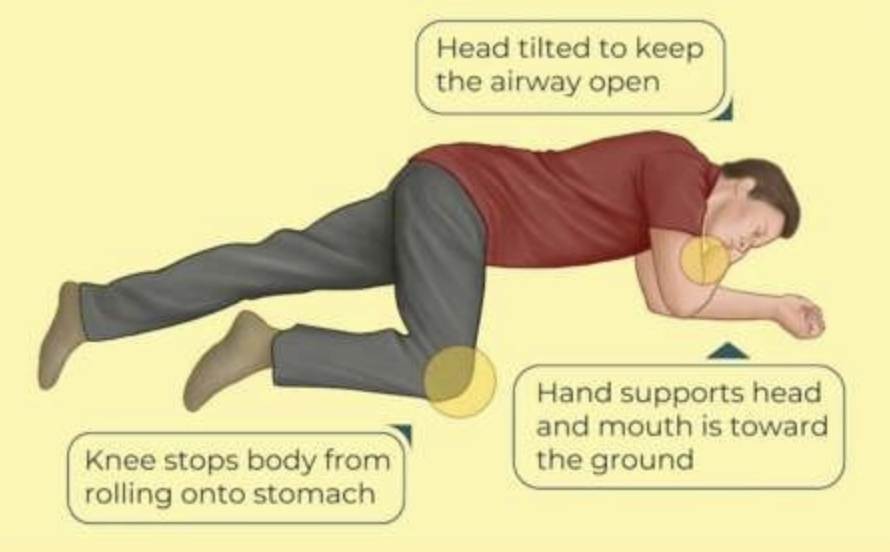 Head tilted to keep
the airway open
Hand supports head
and mouth is toward
the ground
Knee stops body from
rolling onto stomach